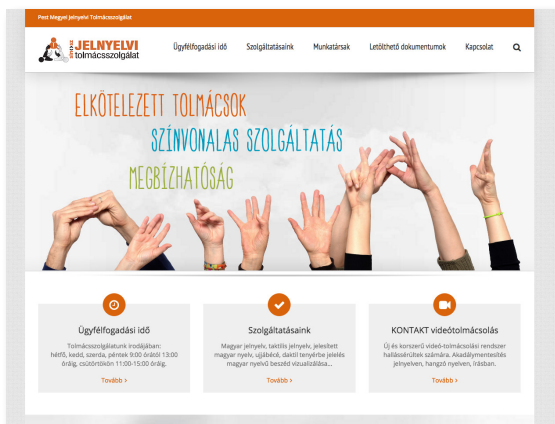 Pest Megyei Jelnyelvi Tolmácsszolgálat
JELNYELVI
tolmácsszolgálat
Ügyfélfogadási idő
Szolgáltatásaink
Munkatársak
Letölthető dokumentumok
Kapcsolat
ELKÖTELEZETT TOLMÁCSOK
SZÍNVONALAS SZOLGÁLTATÁS
MEGBÍZHATÓSÁG
Ügyfélfogadási idő
Tolmácsszolgálatunk irodájában:
hétfő, kedd, szerda, péntek 9:00 órától 13:00
óráig, csütörtökön 11:00-15:00 óráig.
Tovább ›
Szolgáltatásaink
Magyar jelnyelv, taktilis jelnyelv, jelesített
magyar nyelv, ujjábécé, daktil tenyérbe jelelés
magyar nyelvű beszéd vizualizálása...
Tovább ›
KONTAKT videótolmácsolás
Új és korszerű videó-tolmácsolási rendszer
hallássérültek számára. Akadálymentesítés
jelnyelven, hangzó nyelven, írásban.
Tovább ›